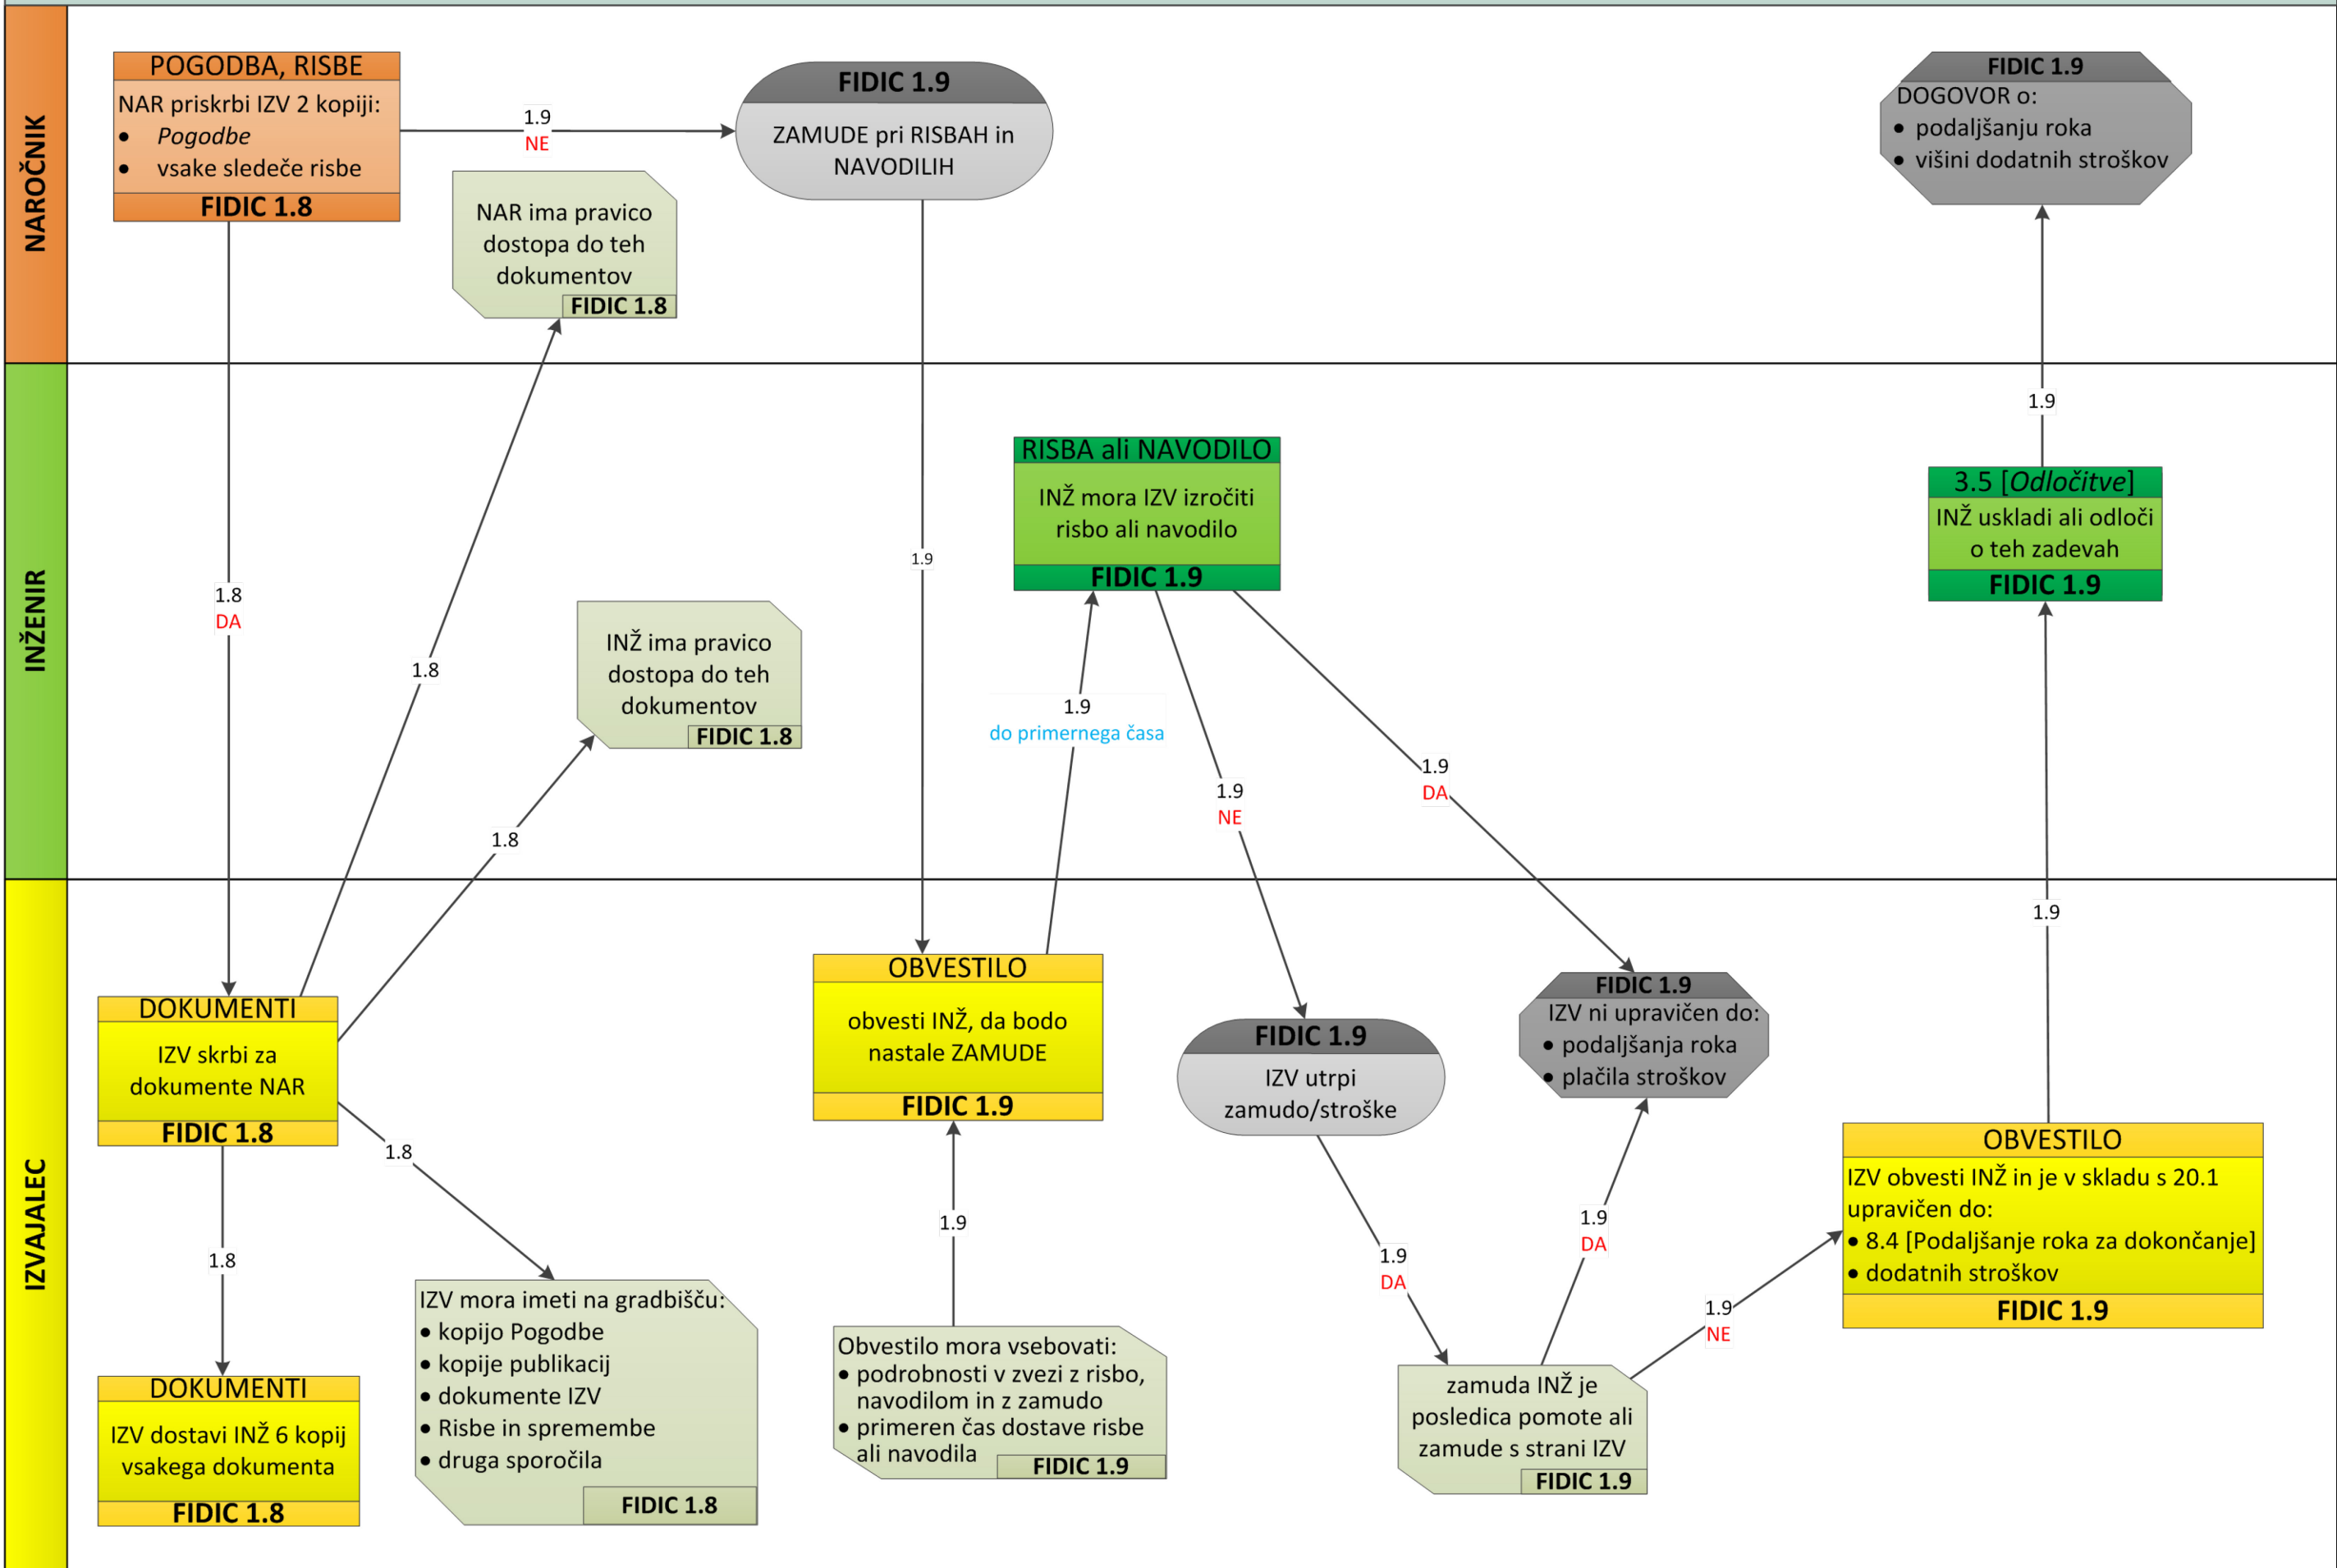 NAROČNIK
POGODBA, RISBE
NAR priskrbi IZV 2 kopiji:
• Pogodbe
• vsake sledeče risbe
FIDIC 1.8
1.9
NE
FIDIC 1.9
ZAMUDE pri RISBAH in
NAVODILIH
NAR ima pravico
dostopa do teh
dokumentov
FIDIC 1.8
FIDIC 1.9
DOGOVOR o:
• podaljšanju roka
• višini dodatnih stroškov
INŽENIR
1.8
DA
1.8
INŽ ima pravico
dostopa do teh
dokumentov
FIDIC 1.8
1.8
1.9
RISBA ali NAVODILO
INŽ mora IZV izročiti
risbo ali navodilo
FIDIC 1.9
1.9
do primernega časa
1.9
NE
1.9
DA
1.9
3.5 [Odločitve]
INŽ uskladi ali odloči
o teh zadevah
FIDIC 1.9
1.9
IZVAJALEC
DOKUMENTI
IZV skrbi za
dokumente NAR
FIDIC 1.8
1.8
1.8
DOKUMENTI
IZV dostavi INŽ 6 kopij
vsakega dokumenta
FIDIC 1.8
IZV mora imeti na gradbišču:
• kopijo Pogodbe
• kopije publikacij
• dokumente IZV
• Risbe in spremembe
• druga sporočila
FIDIC 1.8
OBVESTILO
obvesti INŽ, da bodo
nastale ZAMUDE
FIDIC 1.9
1.9
Obvestilo mora vsebovati:
• podrobnosti v zvezi z risbo,
navodilom in z zamudo
• primeren čas dostave risbe
ali navodila
FIDIC 1.9
FIDIC 1.9
IZV utrpi
zamudo/stroške
1.9
DA
FIDIC 1.9
IZV ni upravičen do:
• podaljšanja roka
• plačila stroškov
1.9
DA
zamuda INŽ je
posledica pomote ali
zamude s strani IZV
FIDIC 1.9
1.9
NE
OBVESTILO
IZV obvesti INŽ in je v skladu s 20.1
upravičen do:
• 8.4 [Podaljšanje roka za dokončanje]
• dodatnih stroškov
FIDIC 1.9